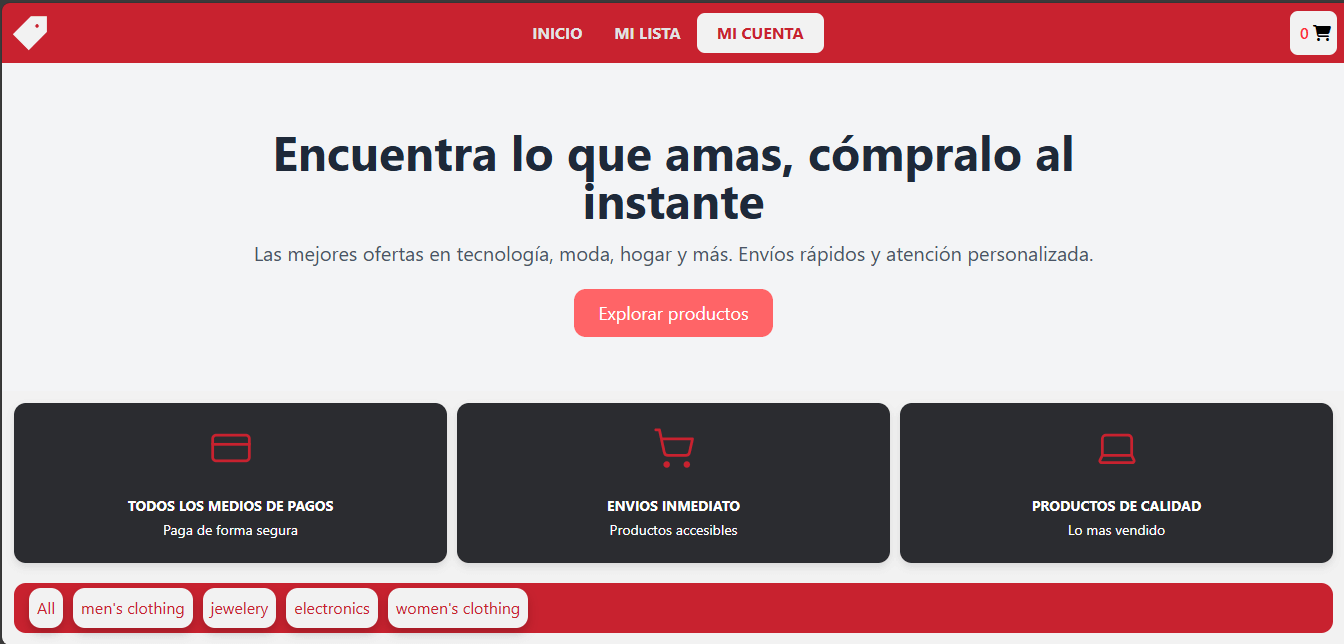 INICIO MI LISTA MI CUENTA 0
Encuentra lo que amas, cómpralo al
instante
Las mejores ofertas en tecnología, moda, hogar y más. Envíos rápidos y atención personalizada.
Explorar productos
TODOS LOS MEDIOS DE PAGOS
Paga de forma segura
ENVIOS INMEDIATO
Productos accesibles
PRODUCTOS DE CALIDAD
Lo mas vendido
All men's clothing jewelery electronics women's clothing